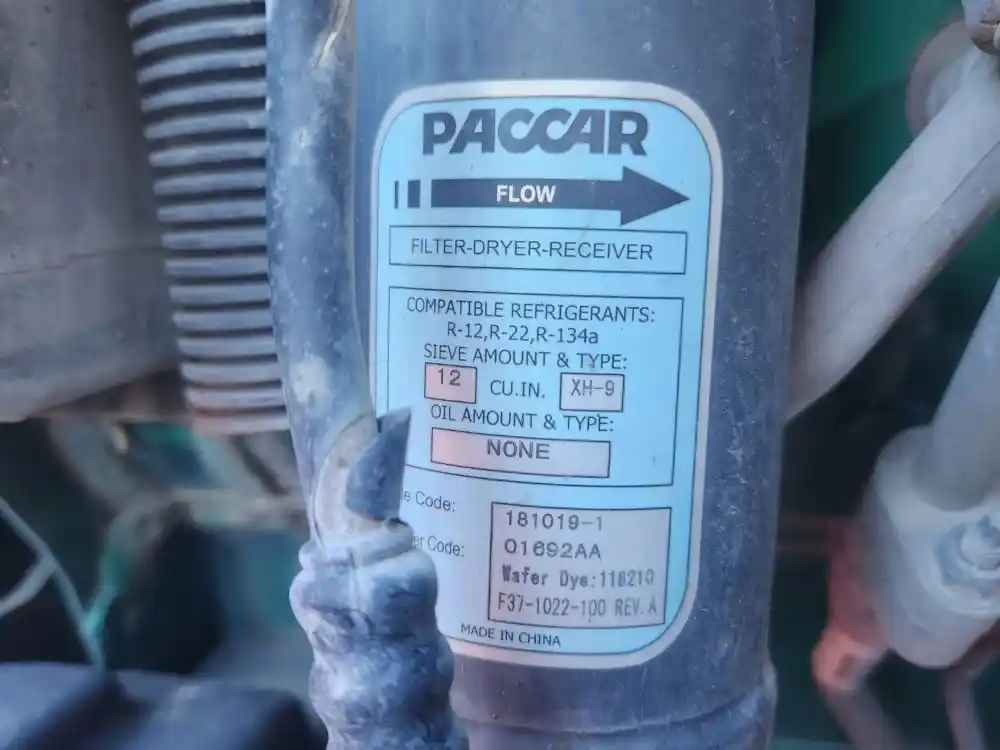 PACCAR
FLOW
FILTER-DRYER-RECEIVER
COMPATIBLE REFRIGERANTS:
R-12,R-22,R-134a
SIEVE AMOUNT & TYPE:
12 CU.IN. XH-9
OIL AMOUNT & TYPE:
NONE
Code: 181019-1
Code: 01692AA
Wafer Dye:118210
F37-1022-100 REV.A
MADE IN CHINA